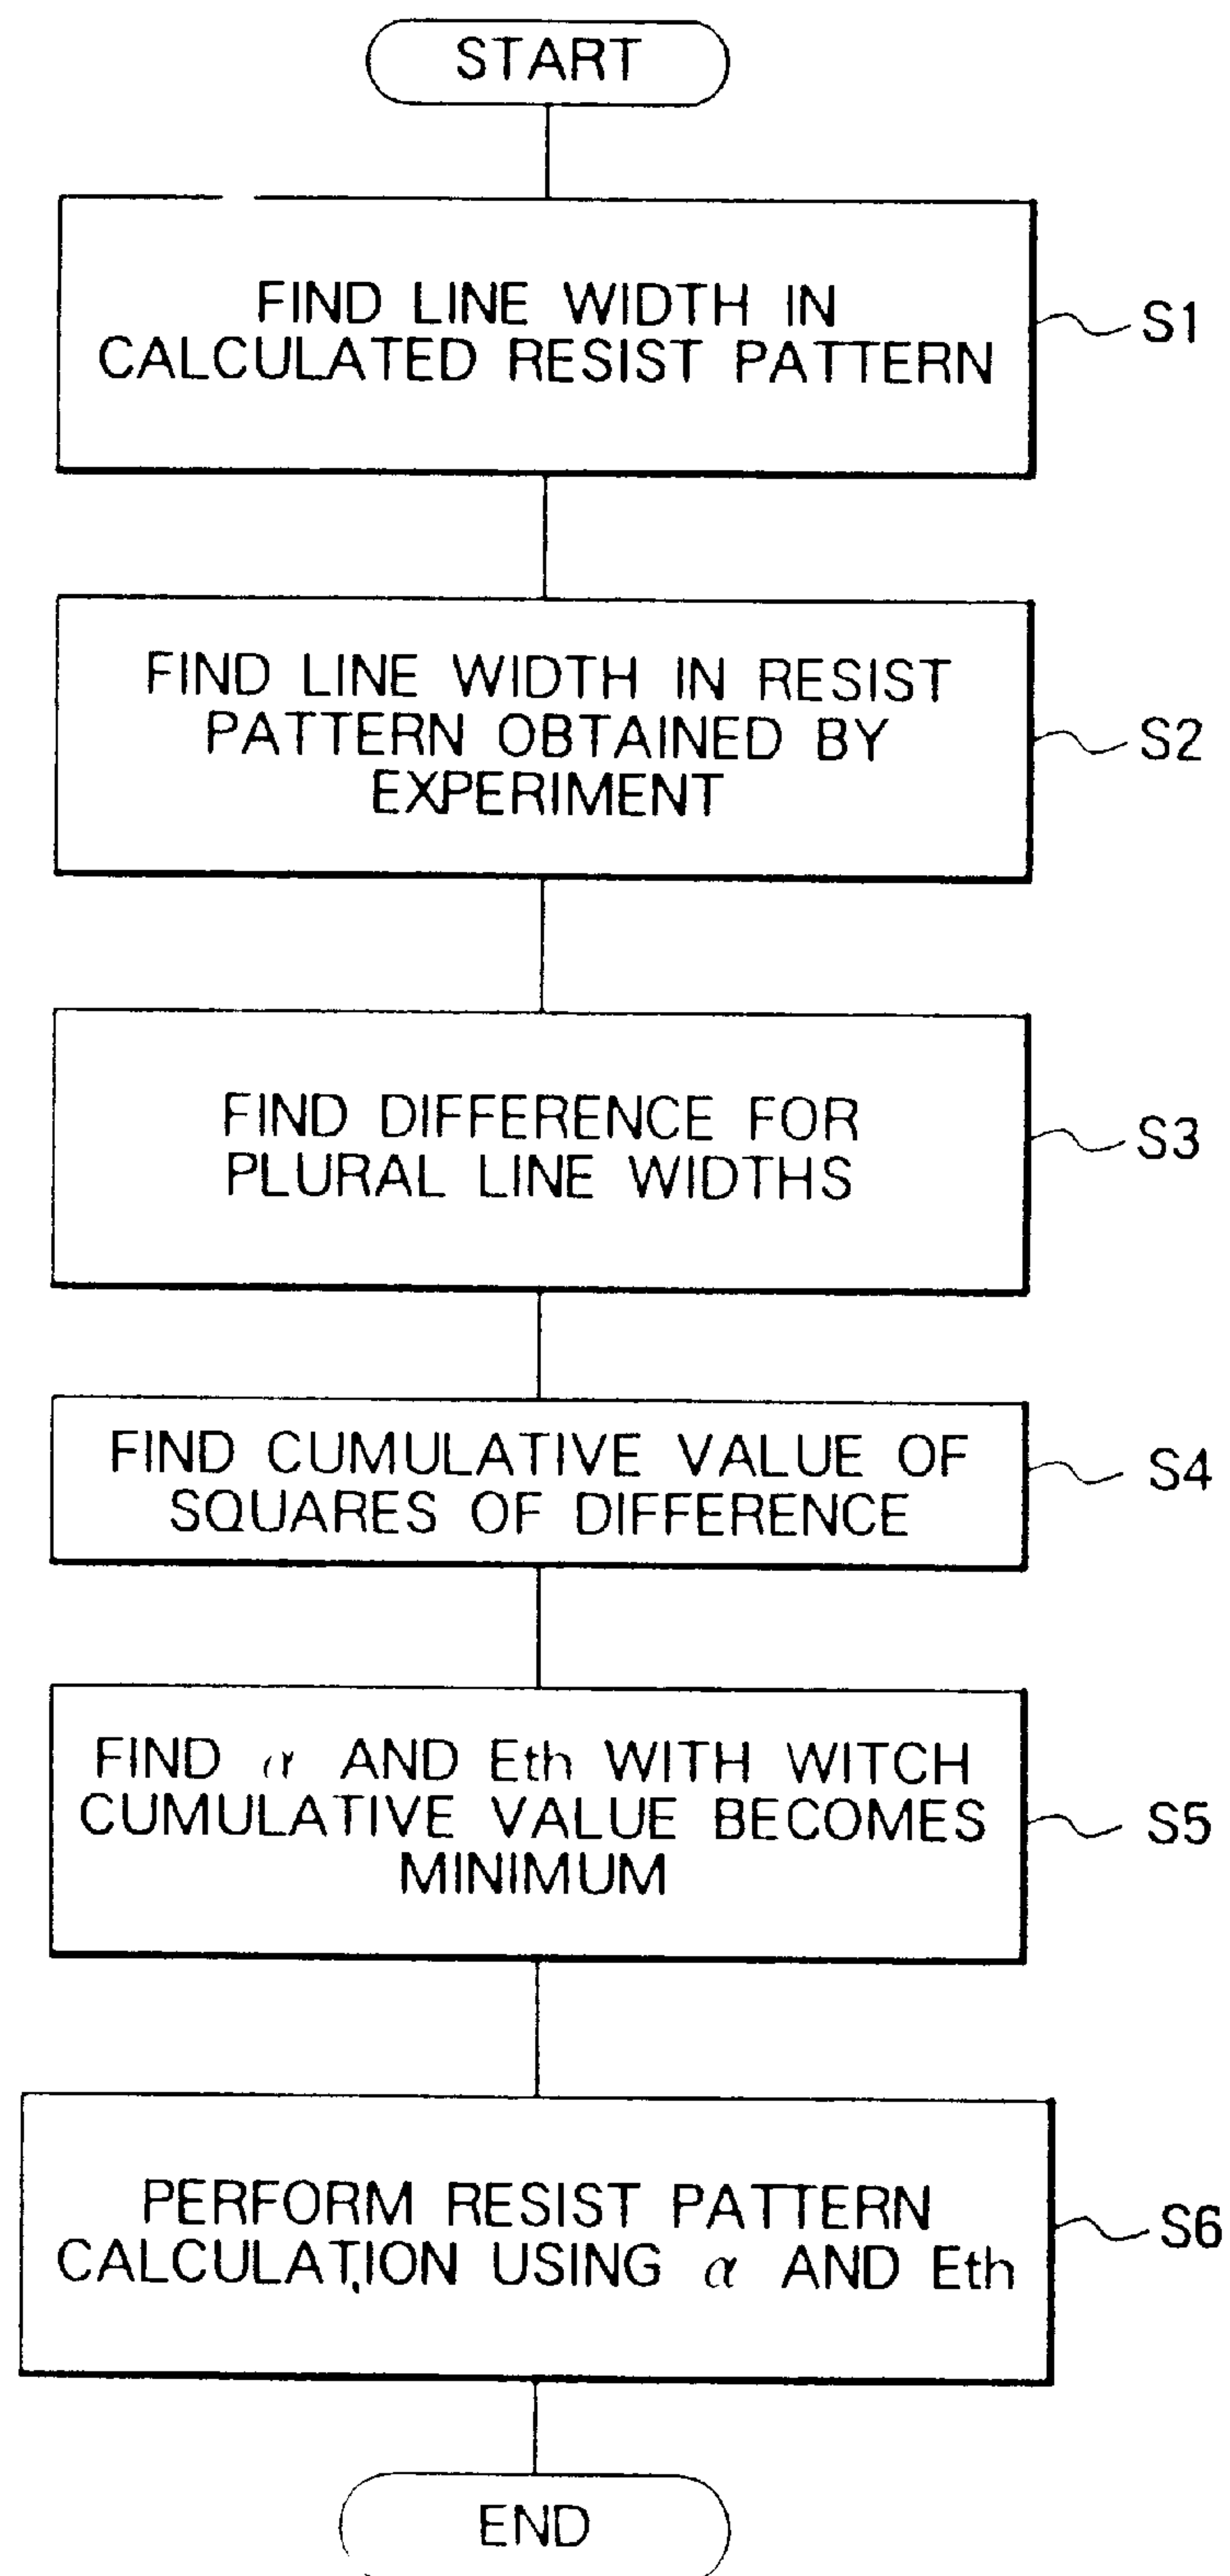 START
FIND LINE WIDTH IN
CALCULATED RESIST PATTERN
S1
FIND LINE WIDTH IN RESIST
PATTERN OBTAINED BY
EXPERIMENT
S2
FIND DIFFERENCE FOR
PLURAL LINE WIDTHS
S3
FIND CUMULATIVE VALUE OF
SQUARES OF DIFFERENCE
S4
FIND α AND Eth WITH WITCH
CUMULATIVE VALUE BECOMES
MINIMUM
S5
PERFORM RESIST PATTERN
CALCULATION USING α AND Eth
S6
END